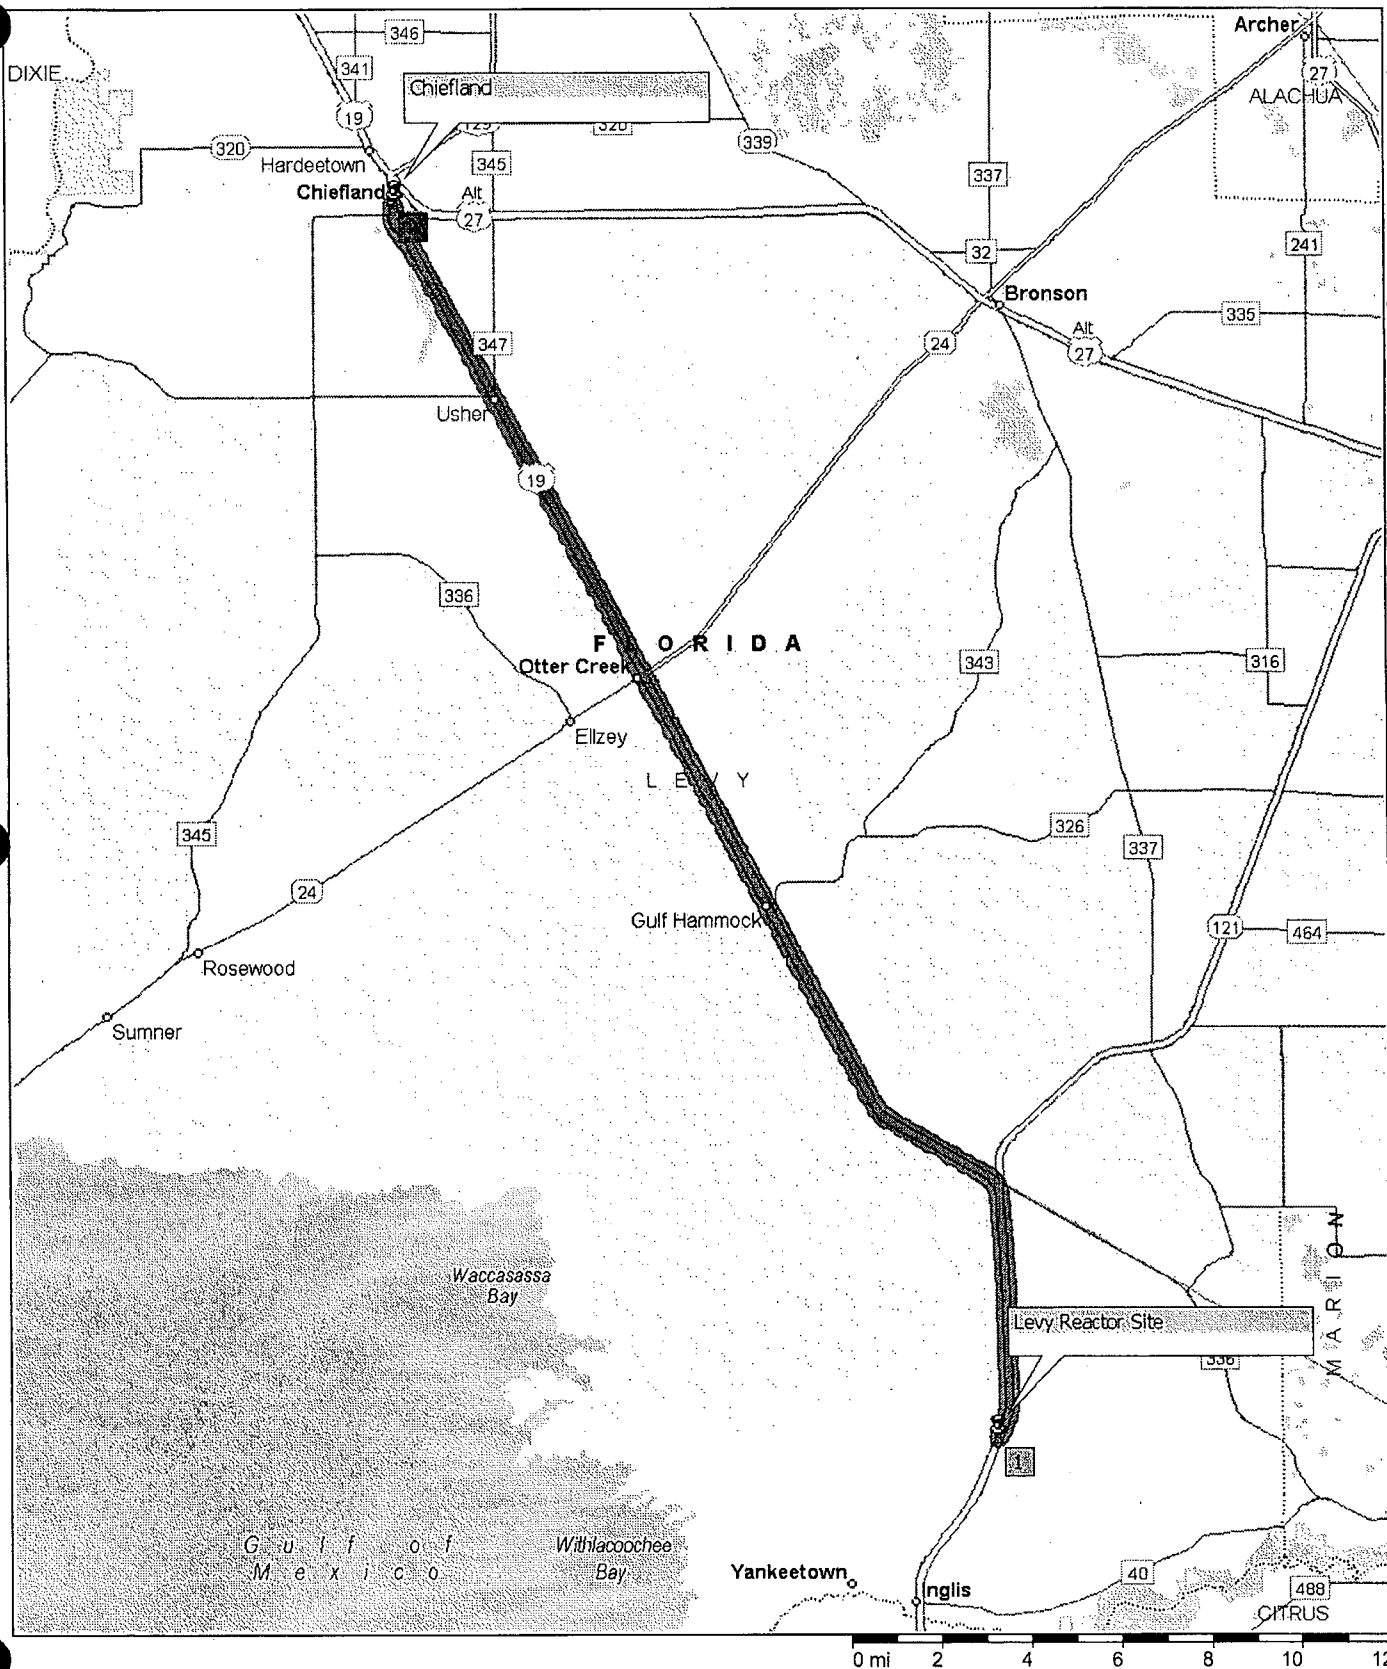 346
Archer
DIXIE
341
27
Chiefland
ALACHUA
19
320
339
320
Hardeetown
345
337
Chiefland
Alt
27
32
241
Bronson
335
Alt
24
27
347
Usher
19
336
FLORIDA
Otter Creek
343
316
Ellzey
LEVY
345
326
337
24
Gulf Hammock
121
464
Rosewood
Sumner
MARION
Waccasassa
Bay
Levy Reactor Site
336
1
Gulf of
Mexico
Withlacoochee
Bay
Yankeetown
40
Inglis
488
CITRUS
0 mi 2 4 6 8 10 12